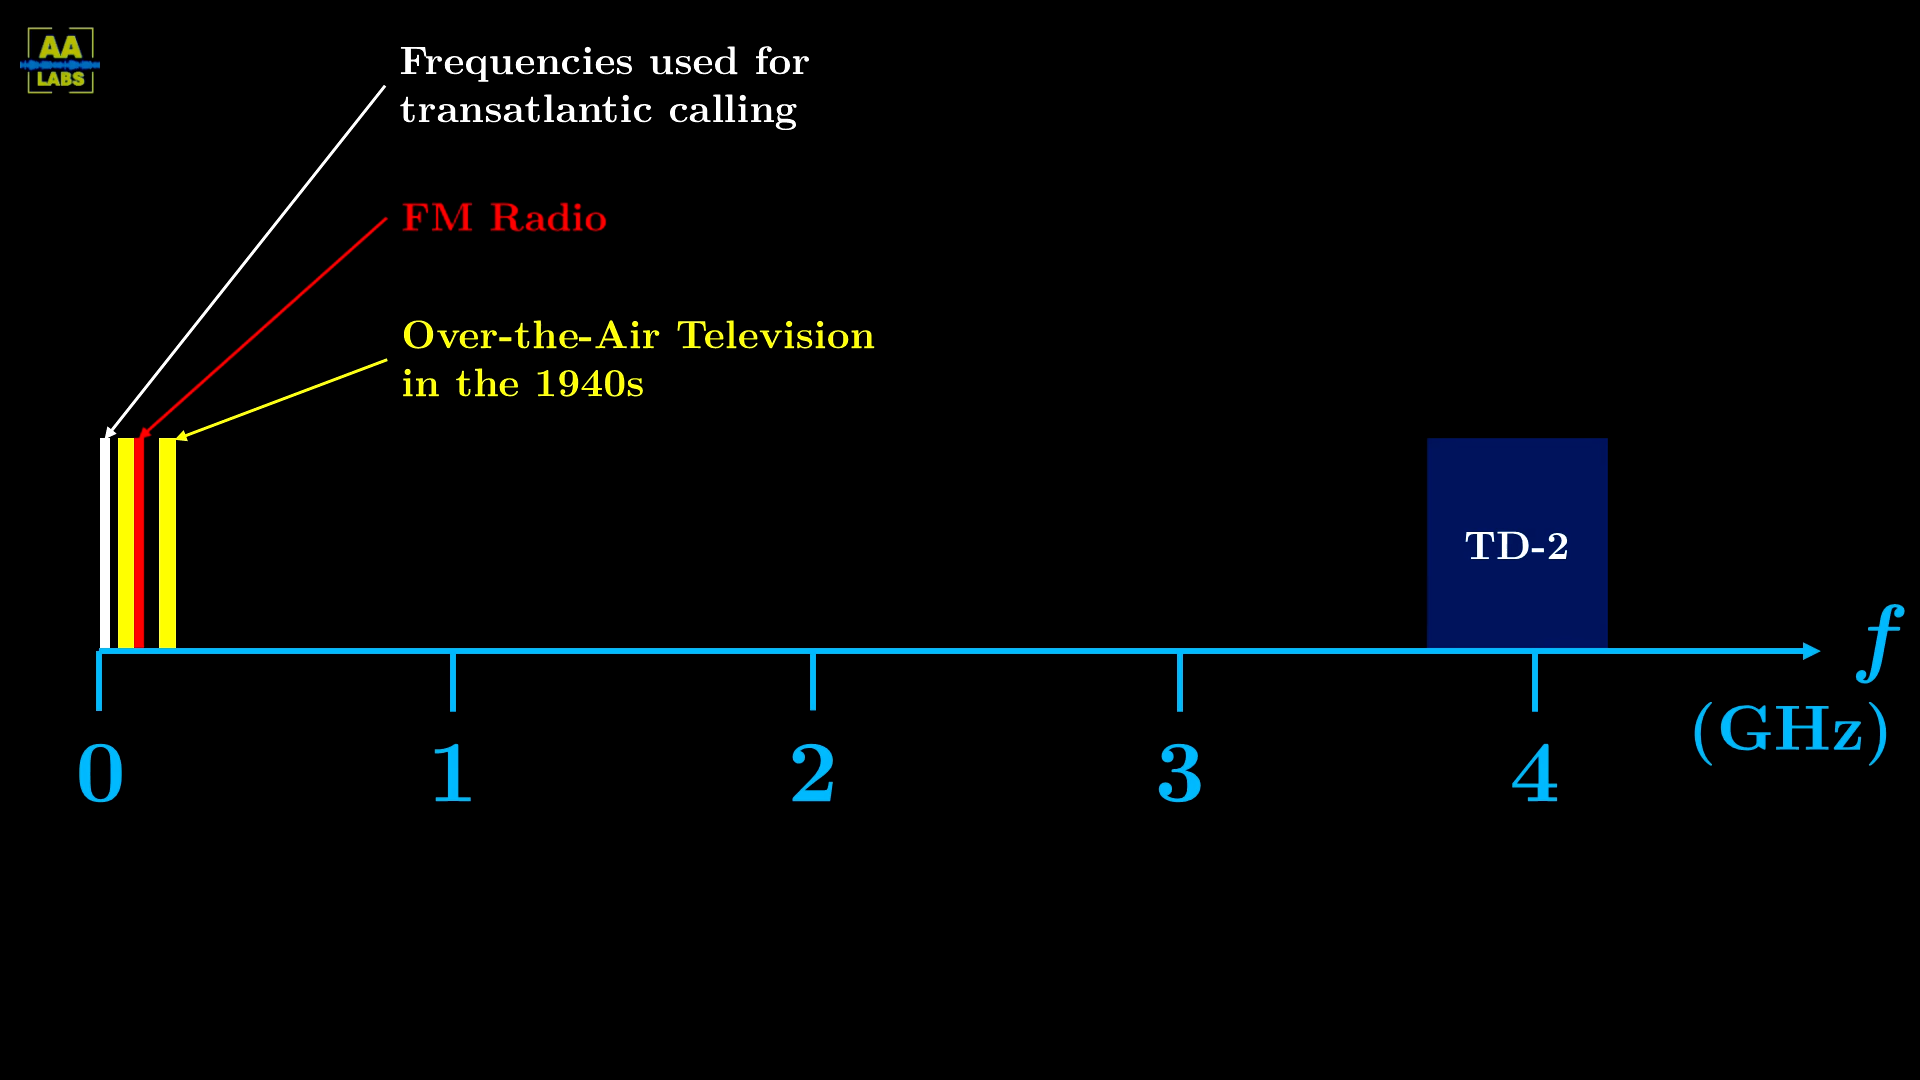 AA
LABS
Frequencies used for
transatlantic calling
FM Radio
Over-the-Air Television
in the 1940s
TD-2
f
(GHz)
0 1 2 3 4